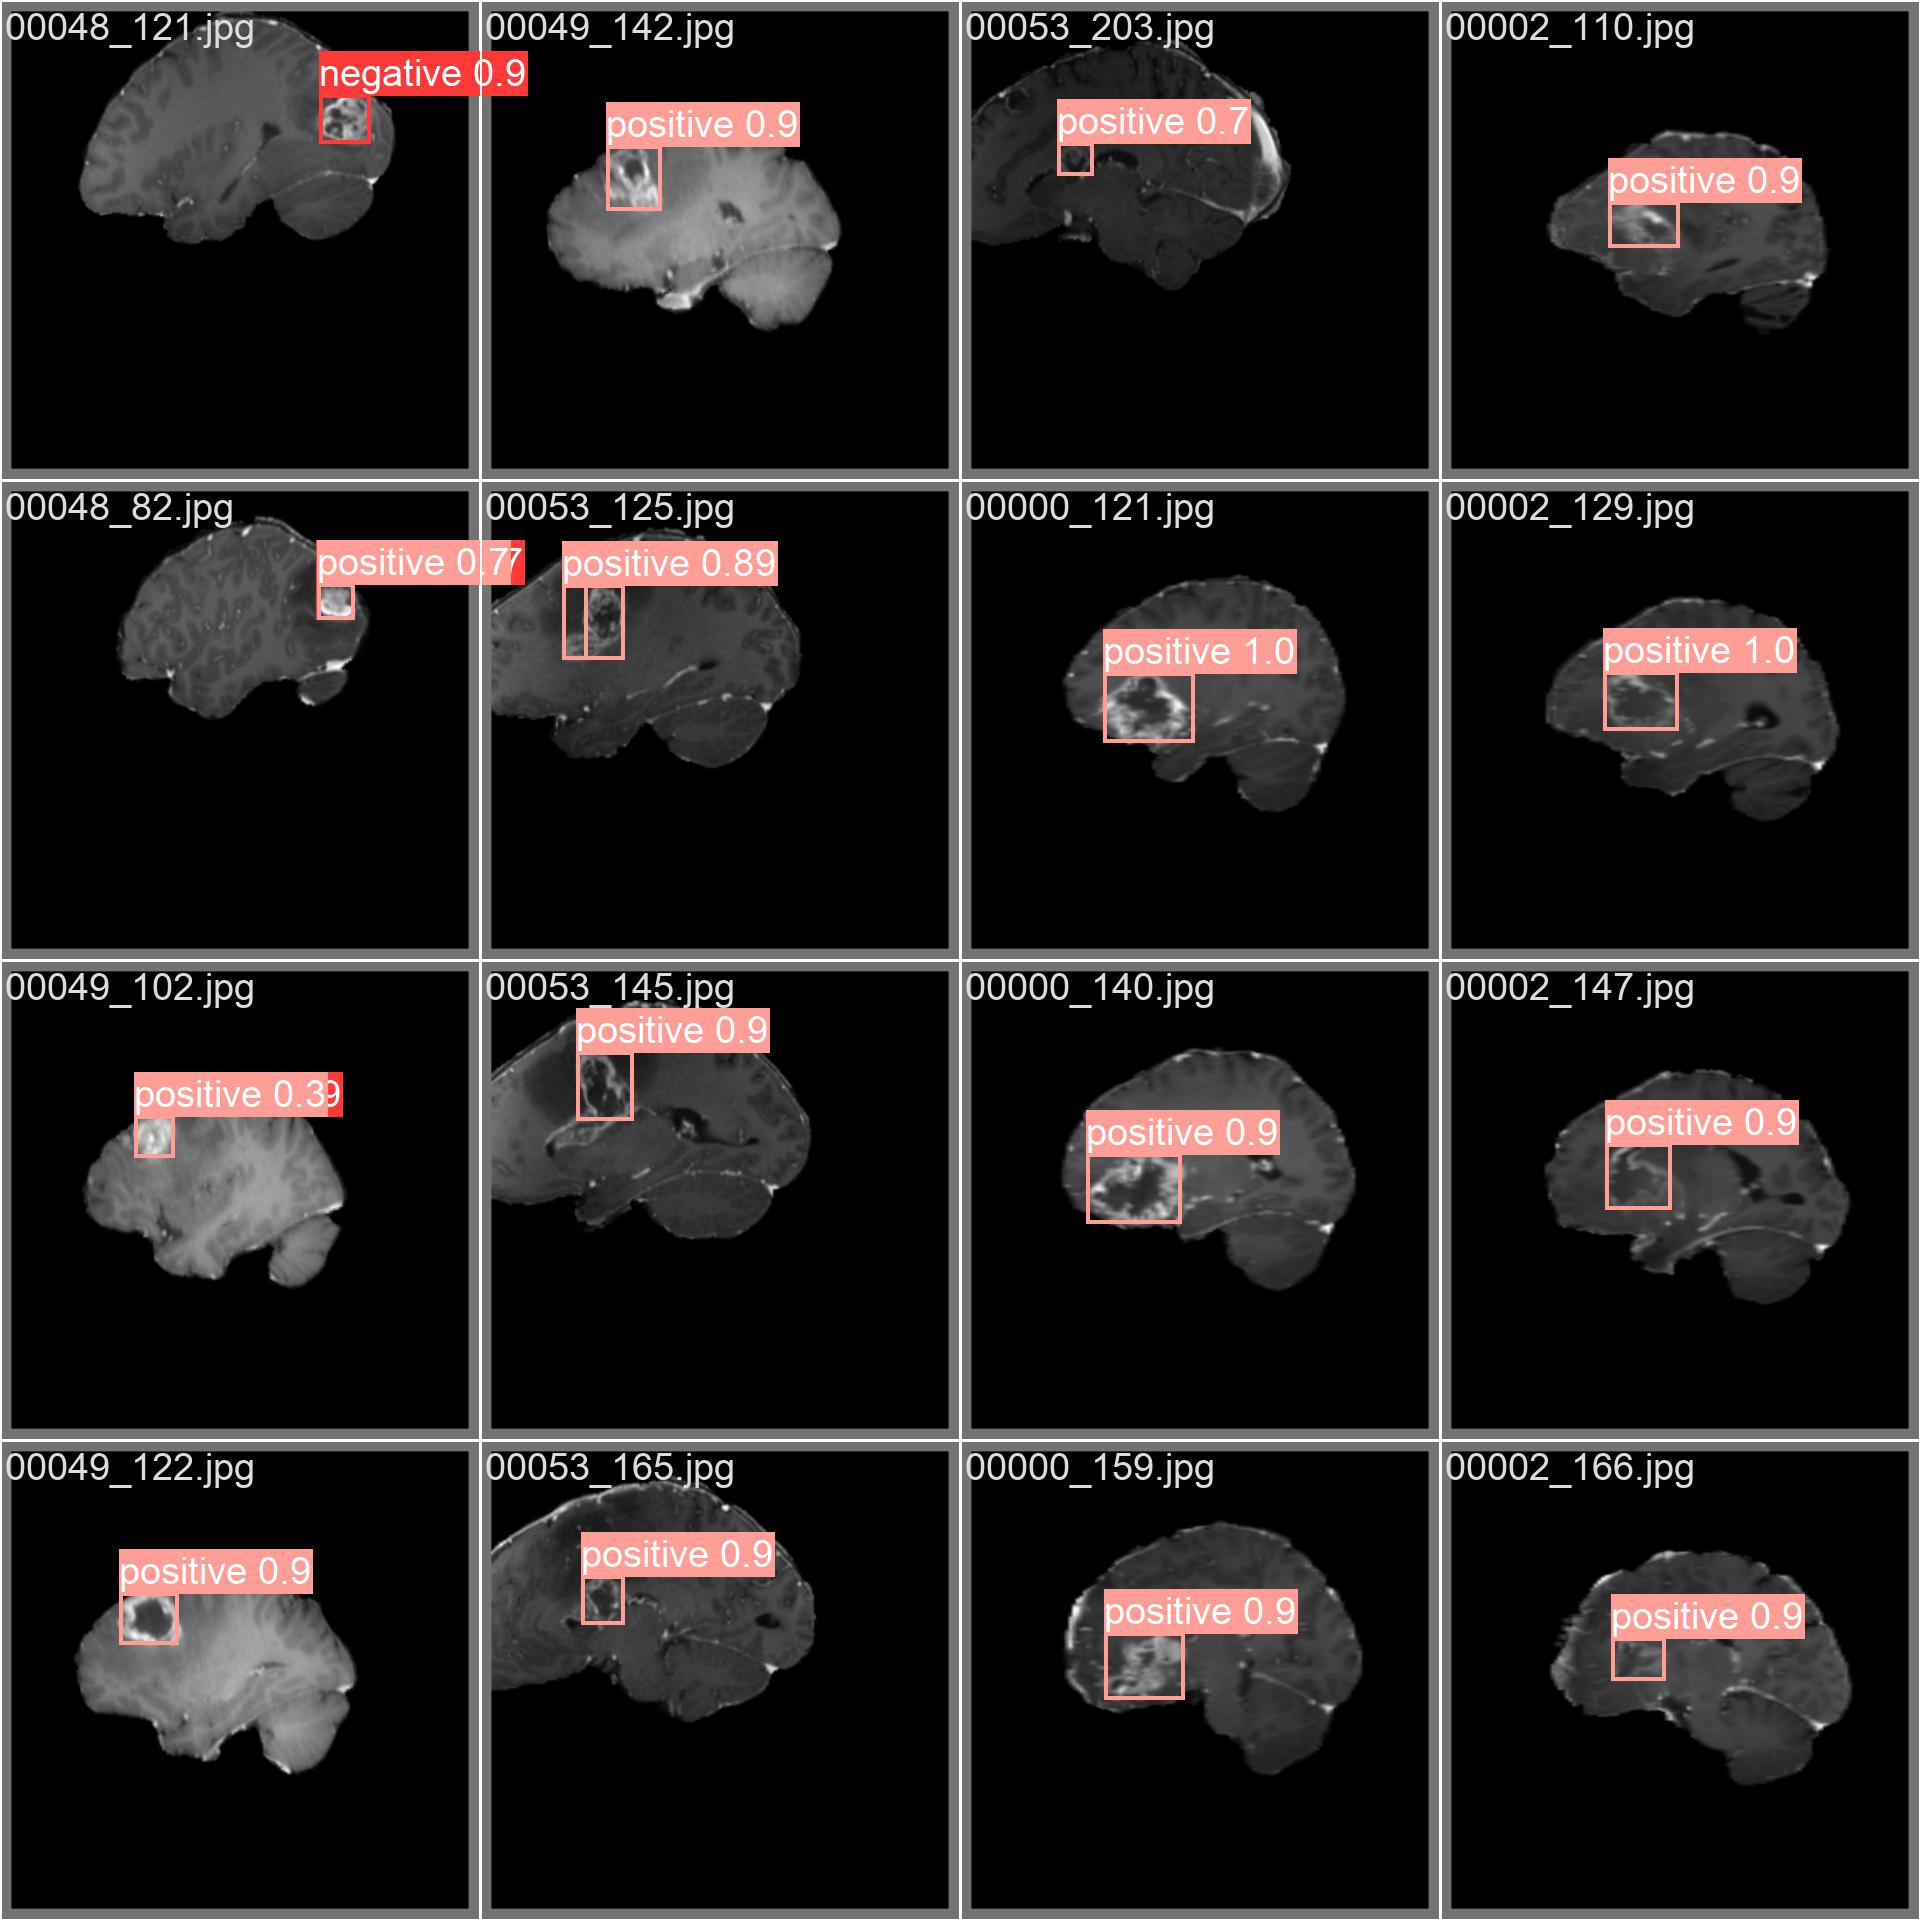 00048_121.jpg
negative 0.9
00049_142.jpg
positive 0.9
00053_203.jpg
positive 0.7
00002_110.jpg
positive 0.9
00048_82.jpg
positive 0.77
00053_125.jpg
positive 0.89
00000_121.jpg
positive 1.0
00002_129.jpg
positive 1.0
00049_102.jpg
positive 0.39
00053_145.jpg
positive 0.9
00000_140.jpg
positive 0.9
00002_147.jpg
positive 0.9
00049_122.jpg
positive 0.9
00053_165.jpg
positive 0.9
00000_159.jpg
positive 0.9
00002_166.jpg
positive 0.9